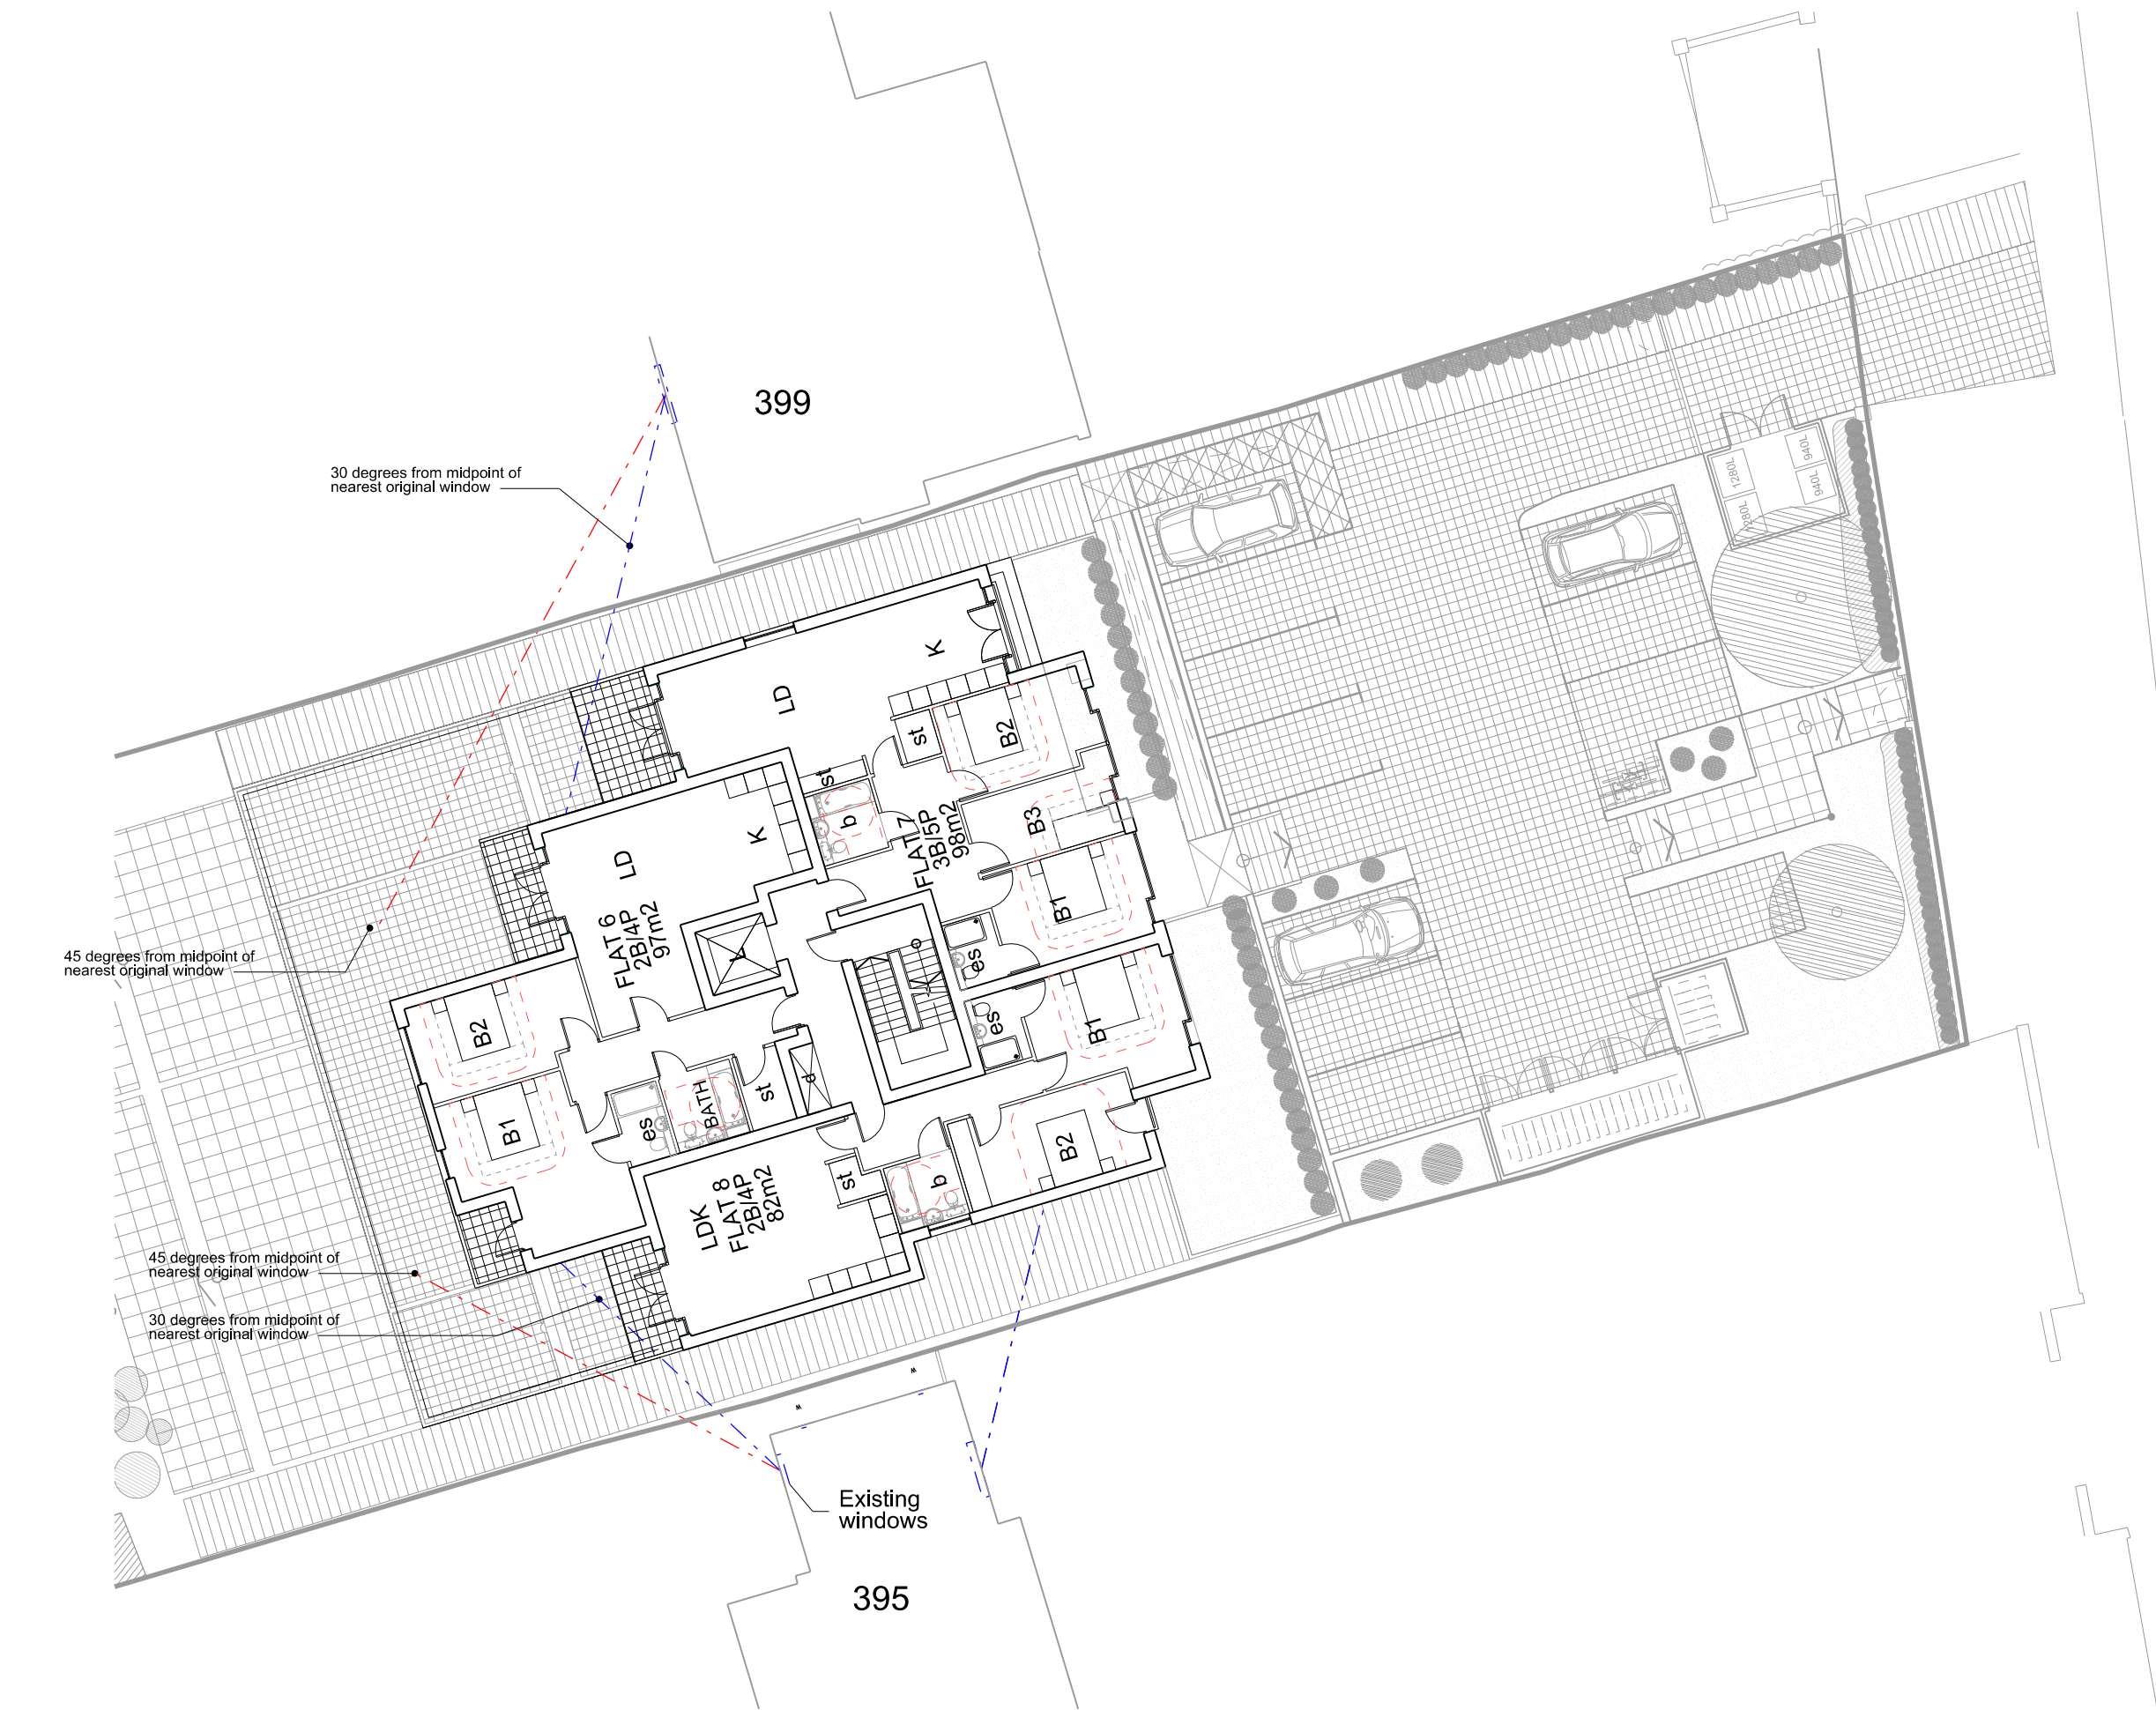 399
30 degrees from midpoint of
nearest original window
1280L
1280L
940L
940L
K
LD
B2
st
st
b
FLAT 7
3B/5P
98m2
B3
B1
es
K
LD
FLAT 6
2B/4P
97m2
L
45 degrees from midpoint of
nearest original window
B2
B1
es
BATH
st
d
es
B1
B2
b
st
LDK
FLAT 8
2B/4P
82m2
45 degrees from midpoint of
nearest original window
30 degrees from midpoint of
nearest original window
w
w
Existing
windows
395